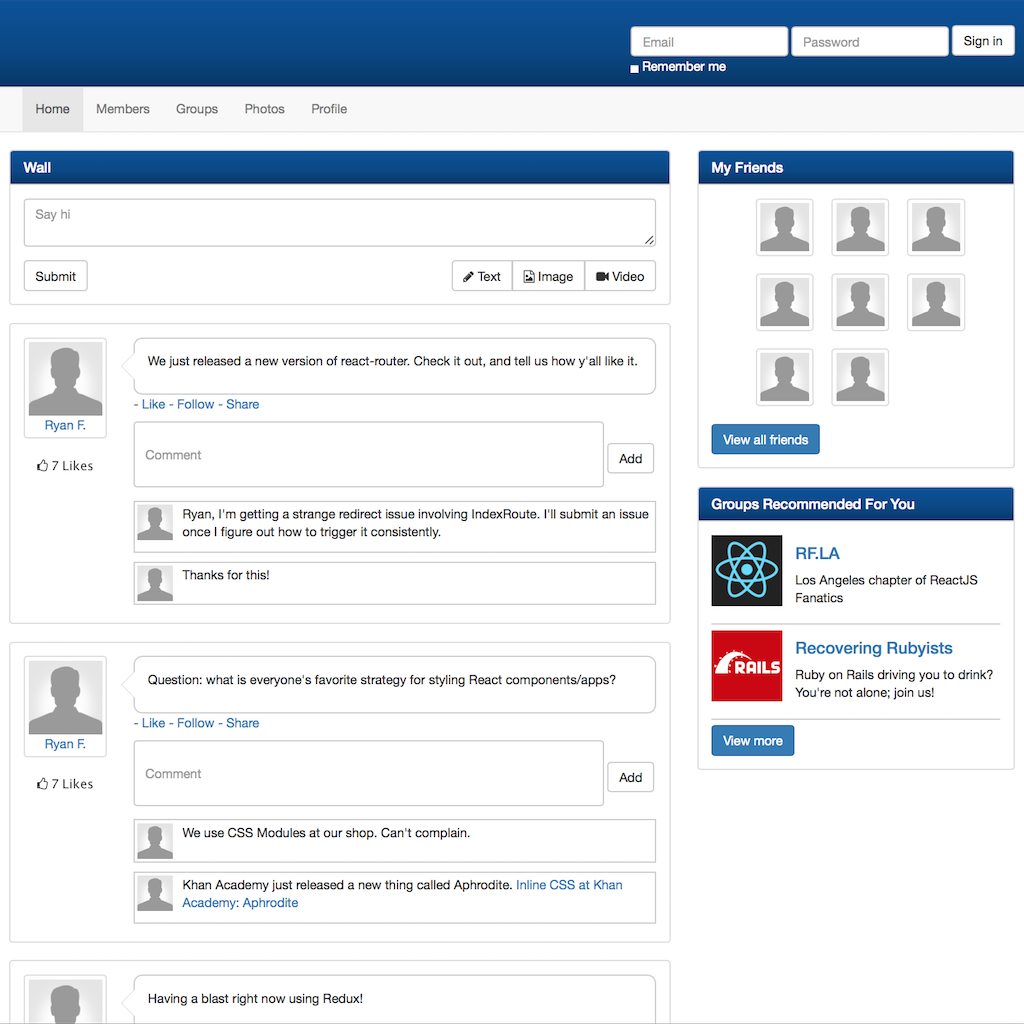 Email
Password
Sign in
Remember me
Home
Members
Groups
Photos
Profile
Wall
Say hi
Submit
Text
Image
Video
We just released a new version of react-router. Check it out, and tell us how y'all like it.
- Like - Follow - Share
Ryan F.
7 Likes
Comment
Add
Ryan, I'm getting a strange redirect issue involving IndexRoute. I'll submit an issue
once I figure out how to trigger it consistently.
Thanks for this!
Question: what is everyone's favorite strategy for styling React components/apps?
- Like - Follow - Share
Ryan F.
7 Likes
Comment
Add
We use CSS Modules at our shop. Can't complain.
Khan Academy just released a new thing called Aphrodite. Inline CSS at Khan
Academy: Aphrodite
Having a blast right now using Redux!
My Friends
View all friends
Groups Recommended For You
RF.LA
Los Angeles chapter of ReactJS
Fanatics
RAILS
Recovering Rubyists
Ruby on Rails driving you to drink?
You're not alone; join us!
View more